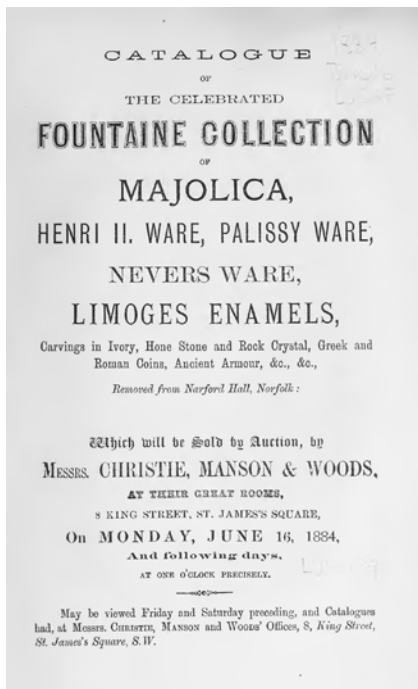 CATALOGUE
OF
THE CELEBRATED
FOUNTAINE COLLECTION
OF
MAJOLICA,
HENRI II. WARE, PALISSY WARE,
NEVERS WARE,
LIMOGES ENAMELS,
Carvings in Ivory, Hone Stone and Rock Crystal, Greek and
Roman Coins, Ancient Armour, &c., &c.,
Removed from Narford Hall, Norfolk:
Which will be Sold by Auction, by
MESSRS. CHRISTIE, MANSON & WOODS,
AT THEIR GREAT ROOMS,
8 KING STREET, ST. JAMES'S SQUARE,
On MONDAY, JUNE 16, 1884,
And following days,
AT ONE O'CLOCK PRECISELY.
May be viewed Friday and Saturday preceding, and Catalogues
had, at MESSRS. CHRISTIE, MANSON and WOODS' Offices, 8, King Street,
St. James's Square, S.W.